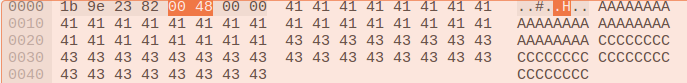 0000 1b 9e 23 82 00 48 00 00 41 41 41 41 41 41 41 41 ..#..H.. AAAAAAAA
0010 41 41 41 41 41 41 41 41 41 41 41 41 41 41 41 41 AAAAAAAA AAAAAAAA
0020 41 41 41 41 41 41 41 41 43 43 43 43 43 43 43 43 AAAAAAAA CCCCCCCC
0030 43 43 43 43 43 43 43 43 43 43 43 43 43 43 43 43 CCCCCCCC CCCCCCCC
0040 43 43 43 43 43 43 43 43 CCCCCCCC